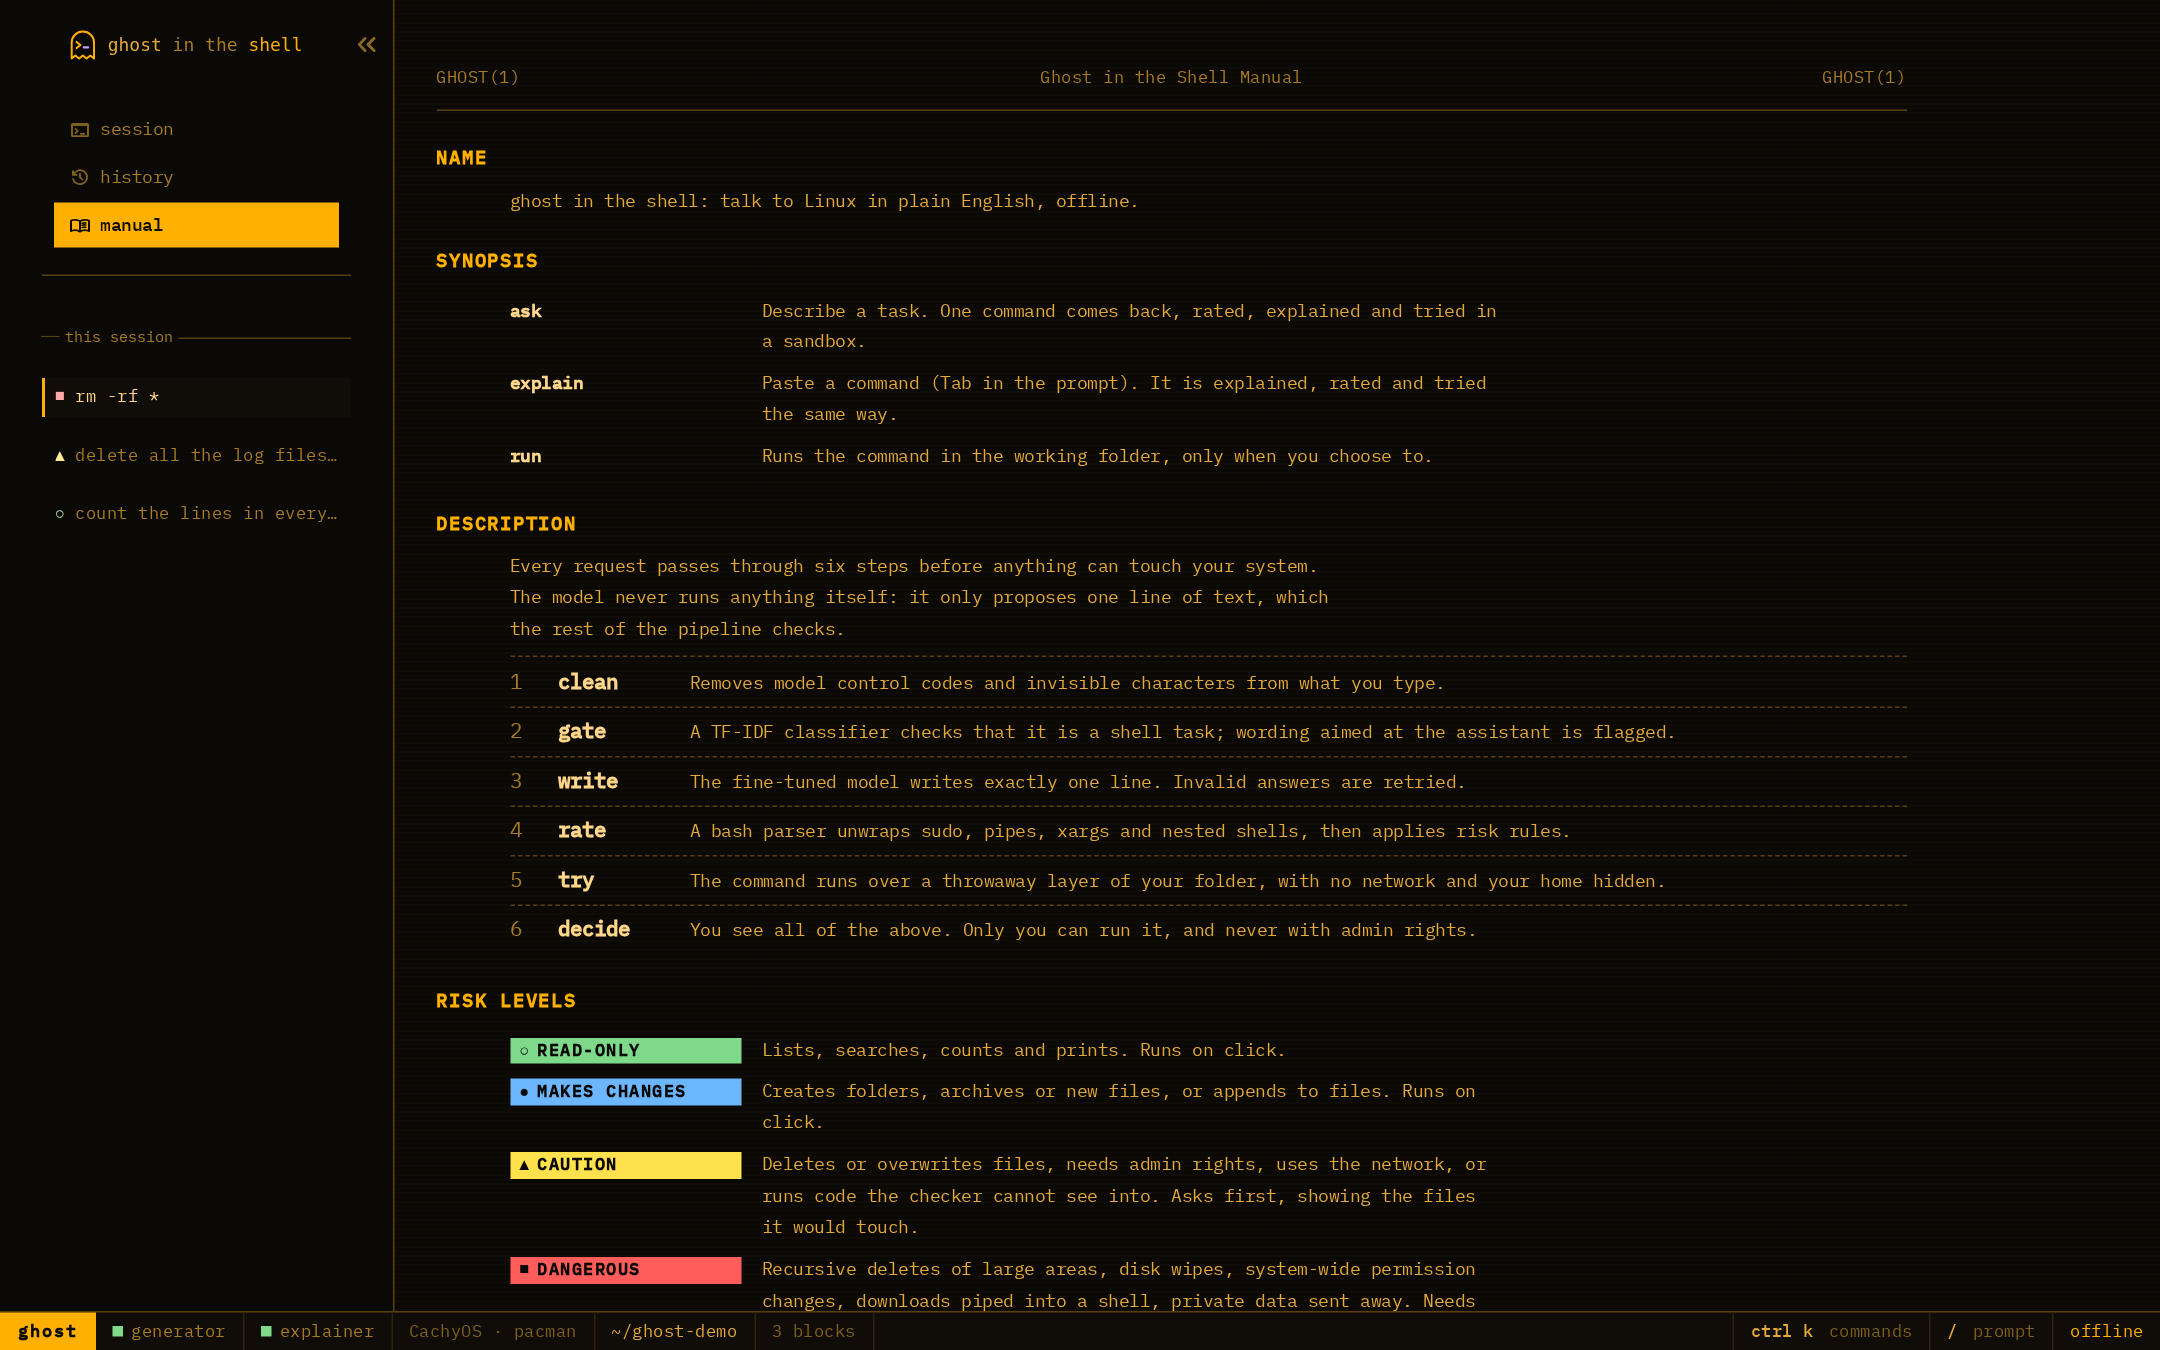 ghost in the shell
session
history
manual
this session
rm -rf *
delete all the log files…
count the lines in every…
GHOST(1) Ghost in the Shell Manual GHOST(1)
NAME
ghost in the shell: talk to Linux in plain English, offline.
SYNOPSIS
ask Describe a task. One command comes back, rated, explained and tried in
a sandbox.
explain Paste a command (Tab in the prompt). It is explained, rated and tried
the same way.
run Runs the command in the working folder, only when you choose to.
DESCRIPTION
Every request passes through six steps before anything can touch your system.
The model never runs anything itself: it only proposes one line of text, which
the rest of the pipeline checks.
1 clean Removes model control codes and invisible characters from what you type.
2 gate A TF-IDF classifier checks that it is a shell task; wording aimed at the assistant is flagged.
3 write The fine-tuned model writes exactly one line. Invalid answers are retried.
4 rate A bash parser unwraps sudo, pipes, xargs and nested shells, then applies risk rules.
5 try The command runs over a throwaway layer of your folder, with no network and your home hidden.
6 decide You see all of the above. Only you can run it, and never with admin rights.
RISK LEVELS
○ READ-ONLY Lists, searches, counts and prints. Runs on click.
● MAKES CHANGES Creates folders, archives or new files, or appends to files. Runs on
click.
▲ CAUTION Deletes or overwrites files, needs admin rights, uses the network, or
runs code the checker cannot see into. Asks first, showing the files
it would touch.
■ DANGEROUS Recursive deletes of large areas, disk wipes, system-wide permission
changes, downloads piped into a shell, private data sent away. Needs
ghost generator explainer CachyOS · pacman ~/ghost-demo 3 blocks ctrl k commands / prompt offline